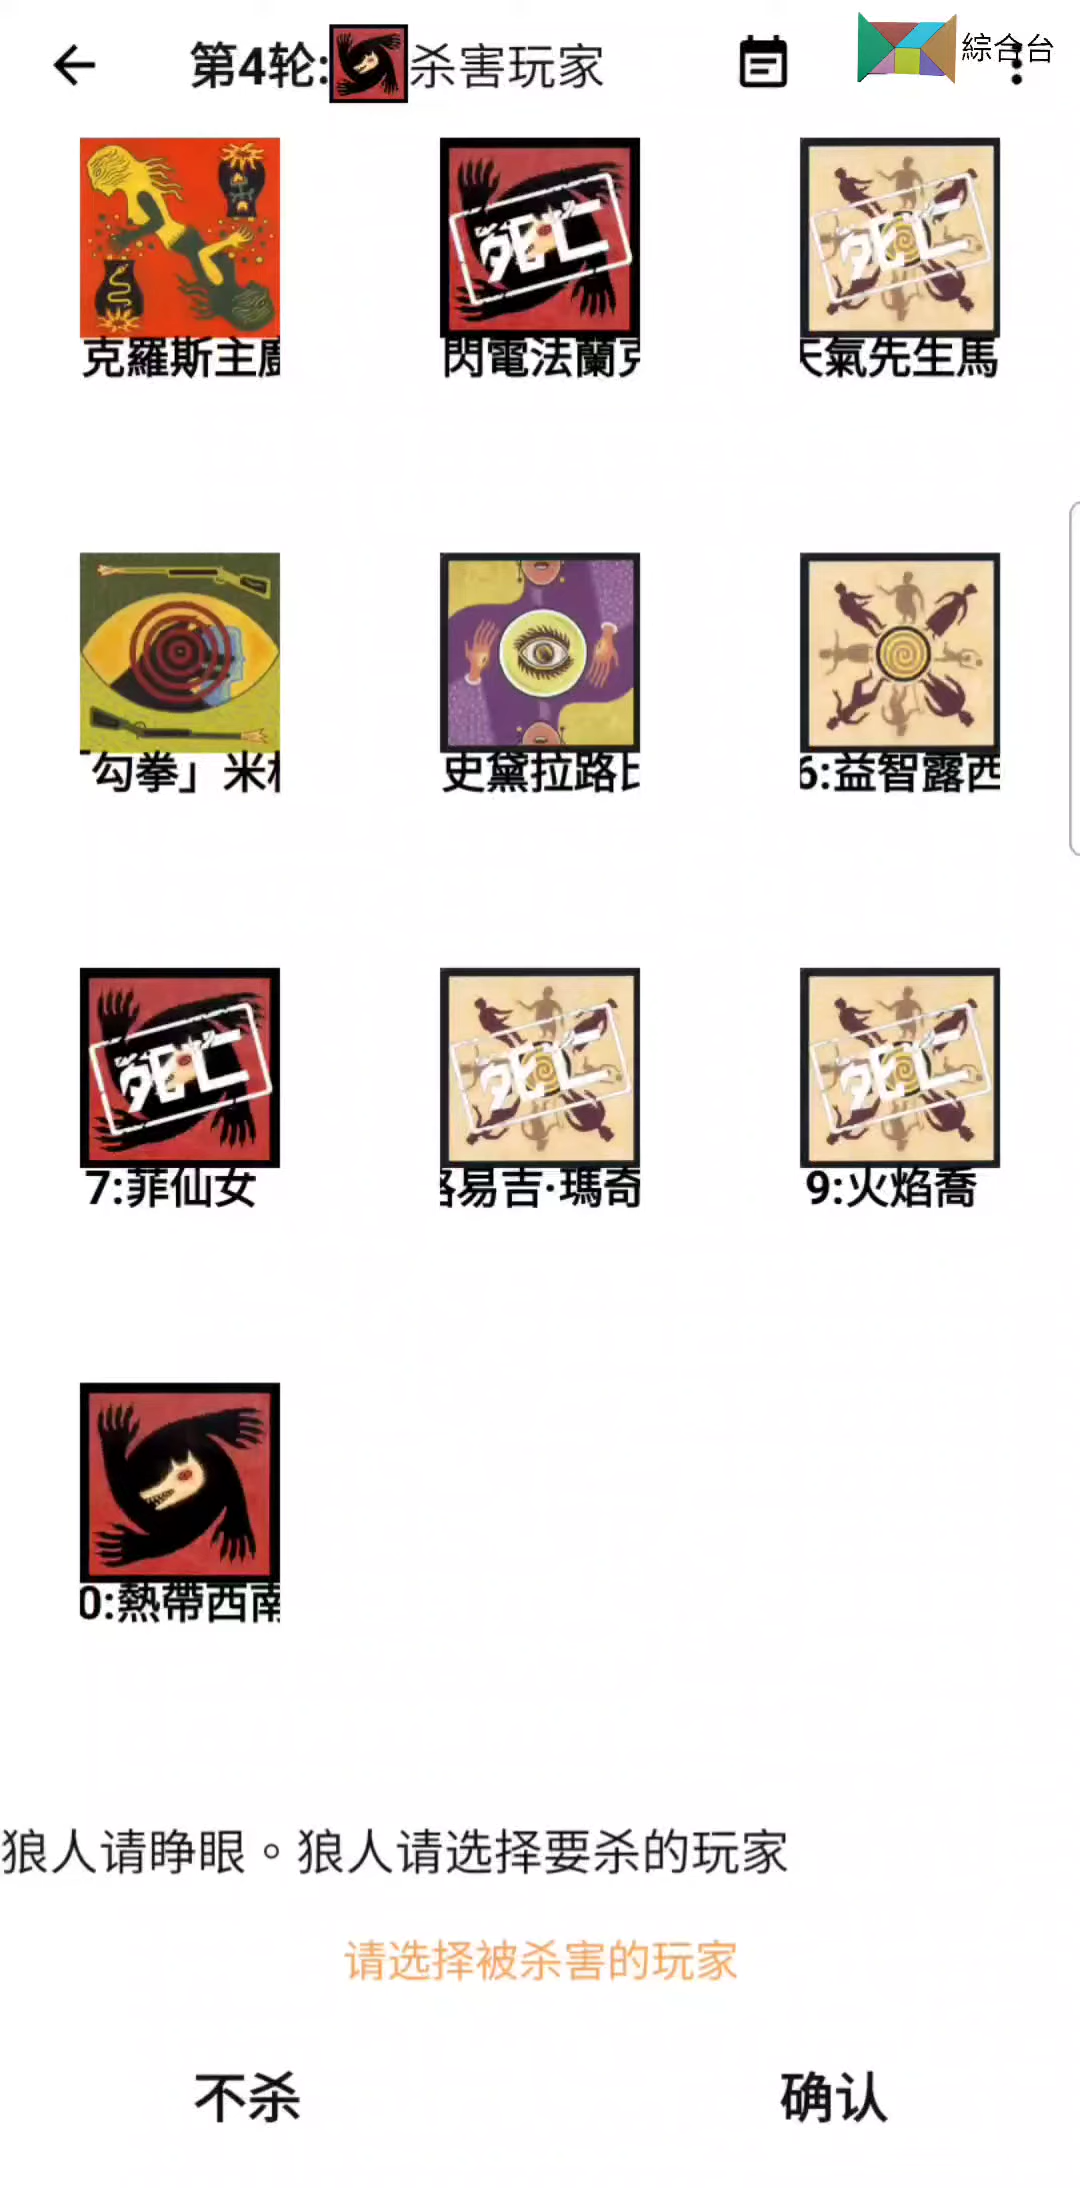 第4轮:杀害玩家
綜合台
克羅斯主
死亡
閃電法蘭
死亡
氣先生馬
「勾拳」米
史黛拉路比
6:益智露西
死亡
7:菲仙女
死亡
易吉·瑪奇
死亡
9:火焰喬
0:熱帶西南
狼人请睁眼。狼人请选择要杀的玩家
请选择被杀害的玩家
不杀
确认